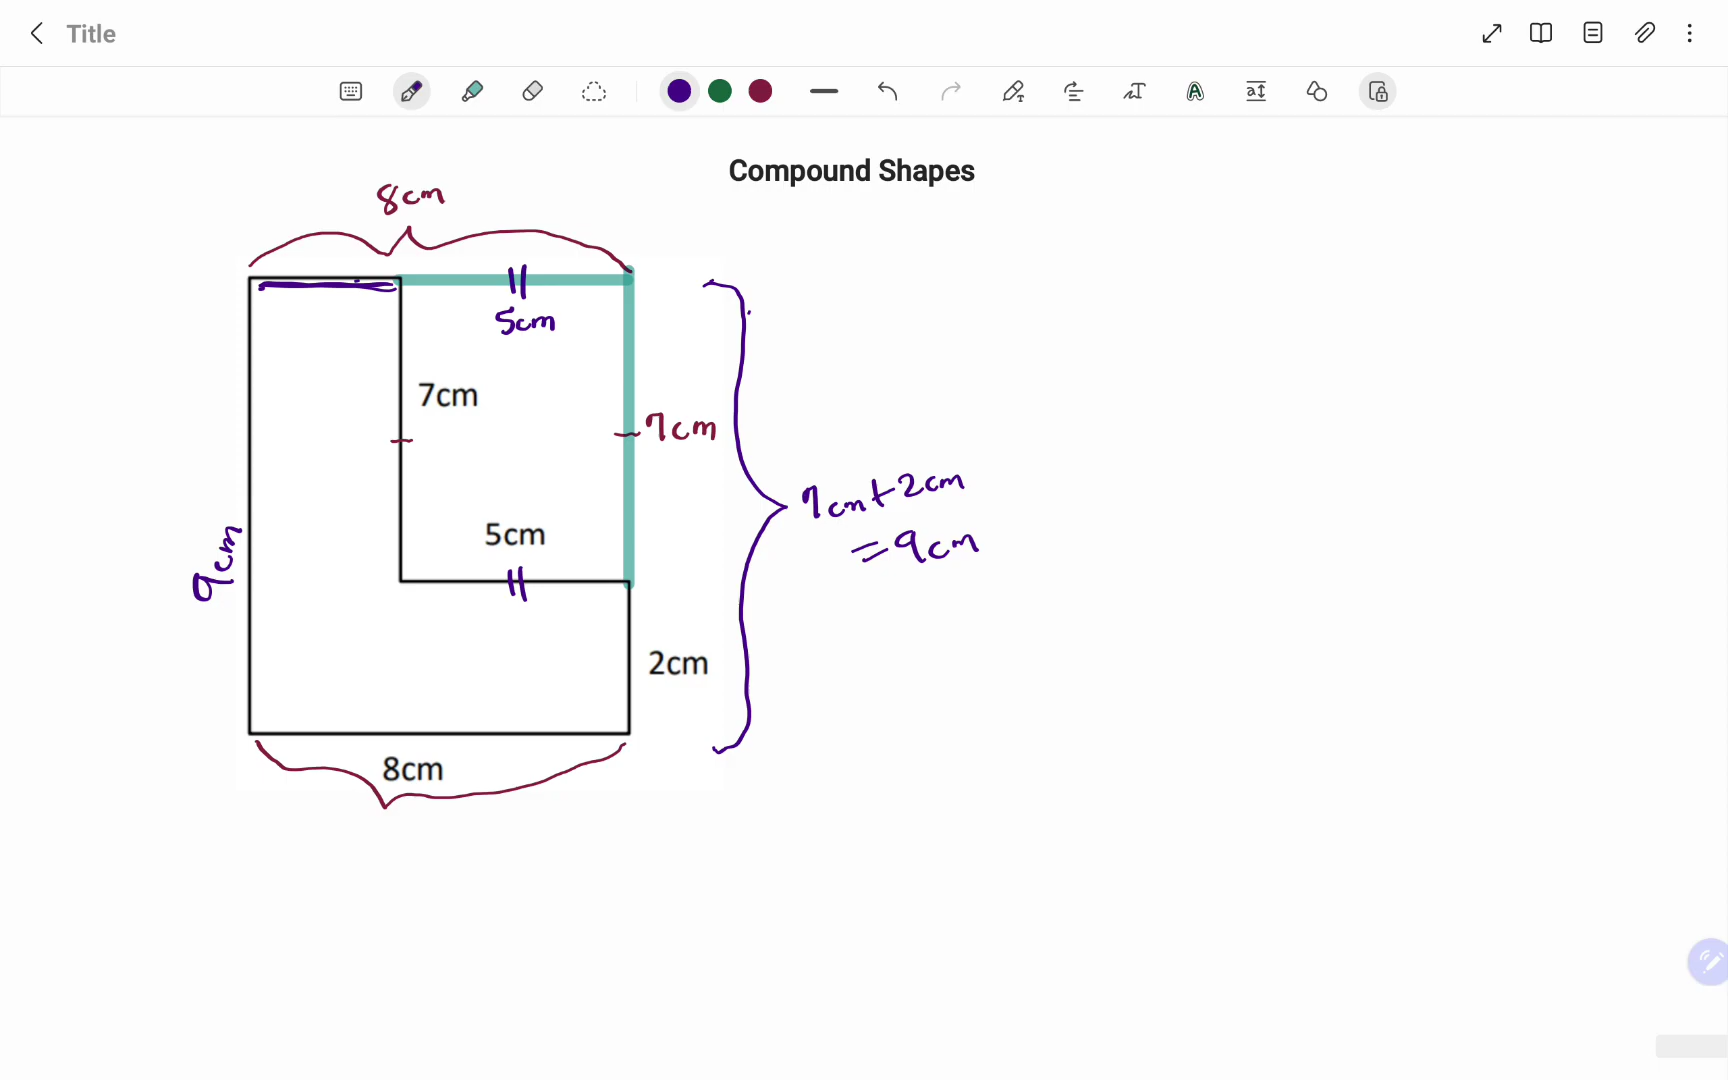 Title
Compound Shapes
8cm
5cm
7cm
7cm
7cm+2cm
=9cm
5cm
9cm
2cm
8cm